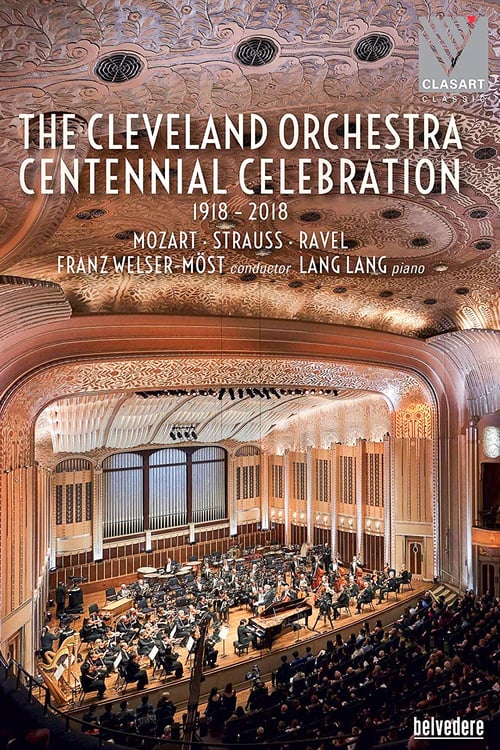 CLASART
CLASSIC
THE CLEVELAND ORCHESTRA
CENTENNIAL CELEBRATION
1918 – 2018
MOZART · STRAUSS · RAVEL
FRANZ WELSER-MÖST conductor LANG LANG piano
belvedere